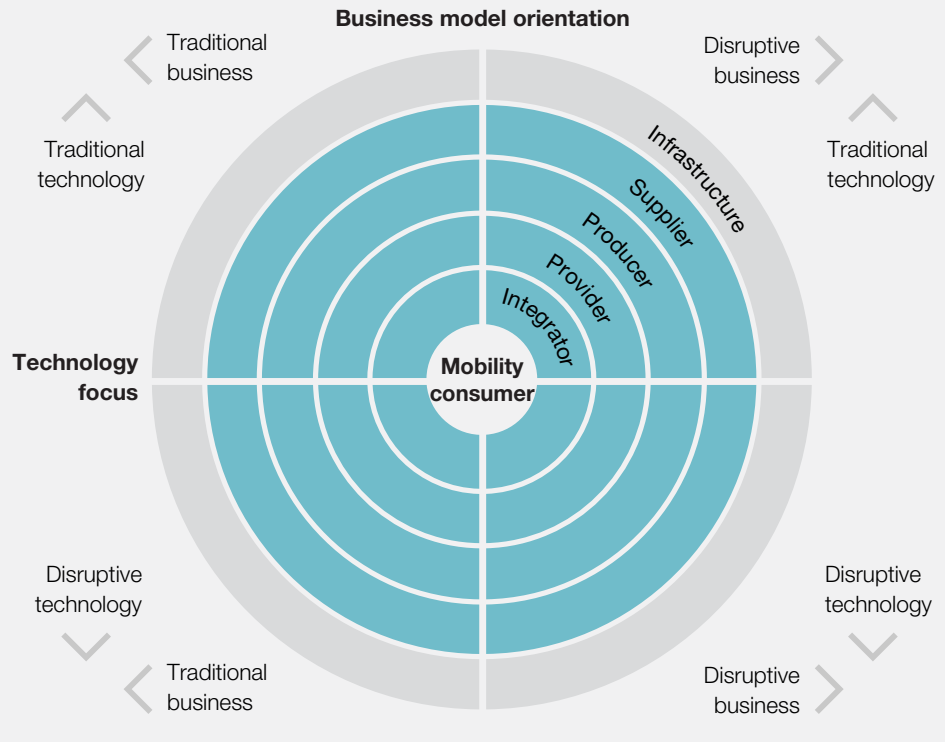 Business model orientation
Traditional
business
Disruptive
business
Traditional
technology
Traditional
technology
Infrastructure
Supplier
Producer
Provider
Integrator
Technology
focus
Mobility
consumer
Disruptive
technology
Disruptive
technology
Traditional
business
Disruptive
business